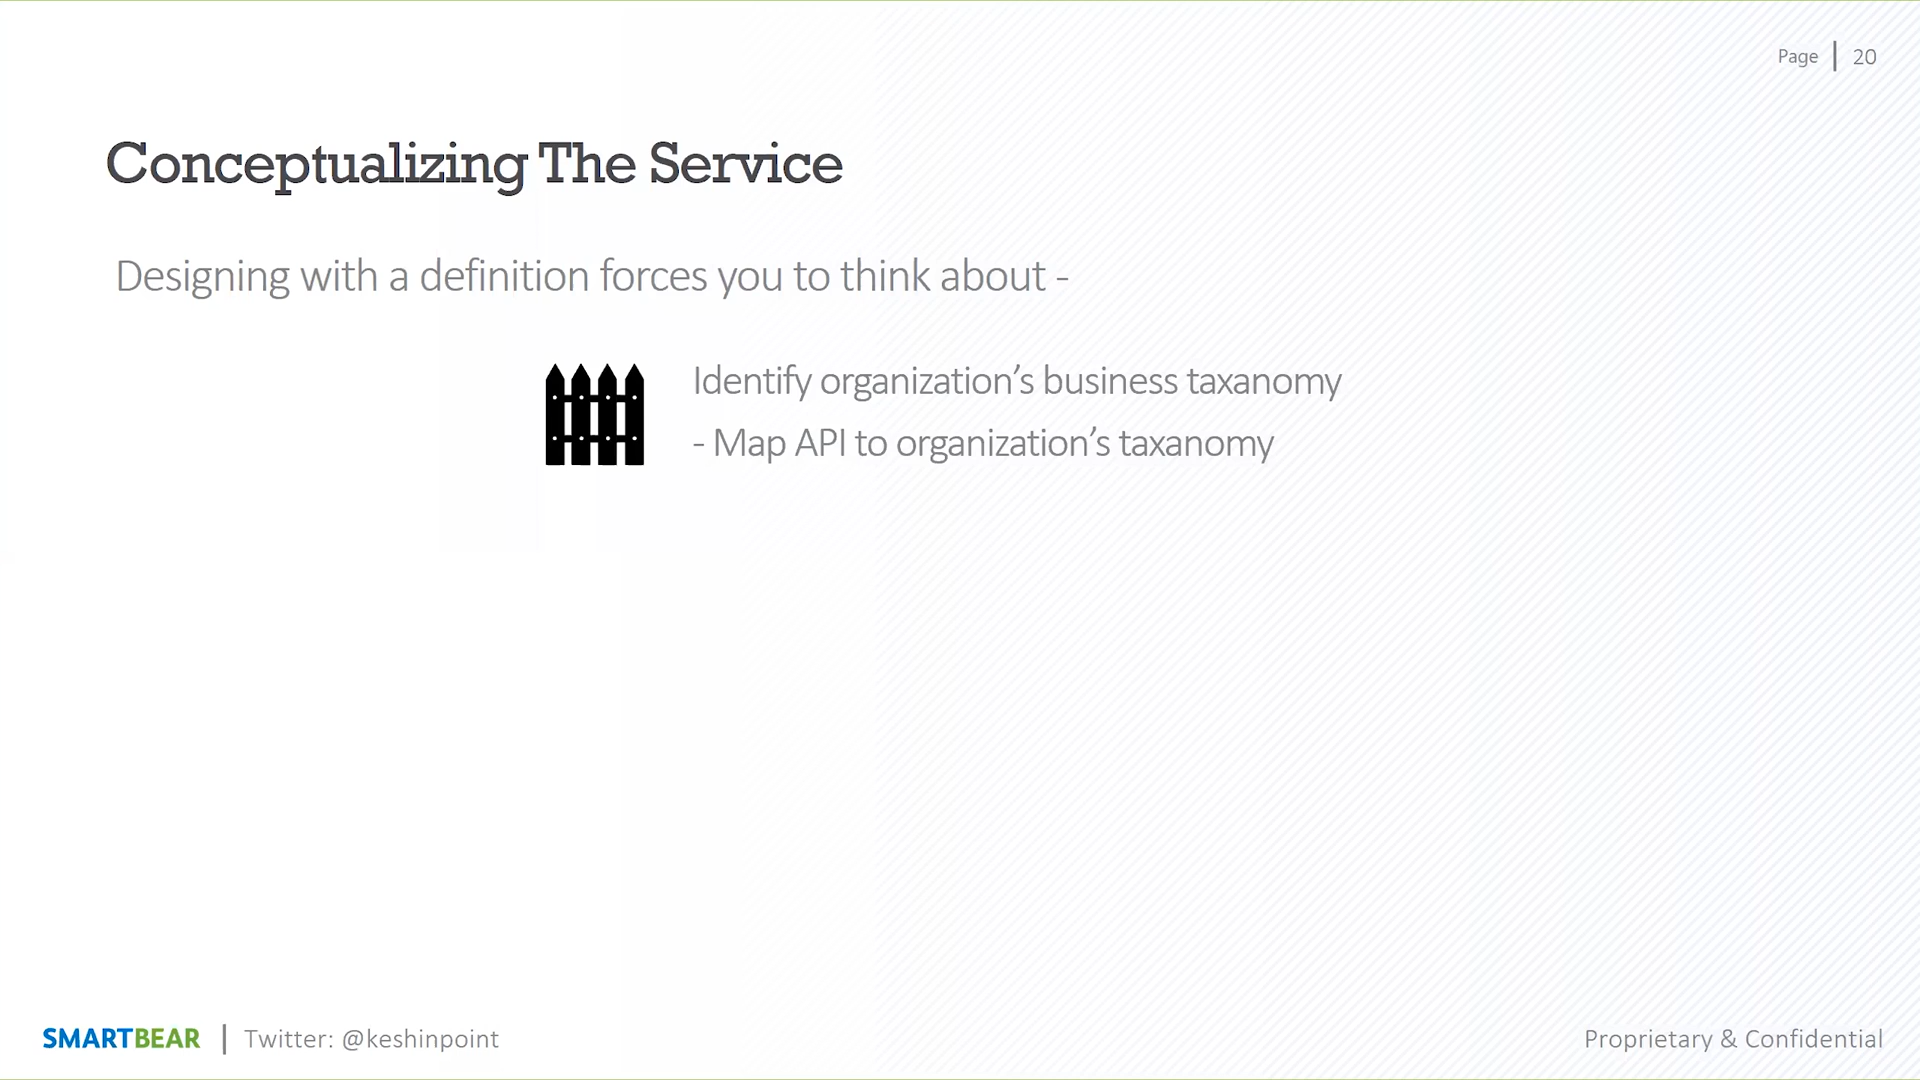 Page | 20
Conceptualizing The Service
Designing with a definition forces you to think about -
Identify organization’s business taxanomy
- Map API to organization’s taxanomy
SMARTBEAR | Twitter: @keshinpoint
Proprietary & Confidential